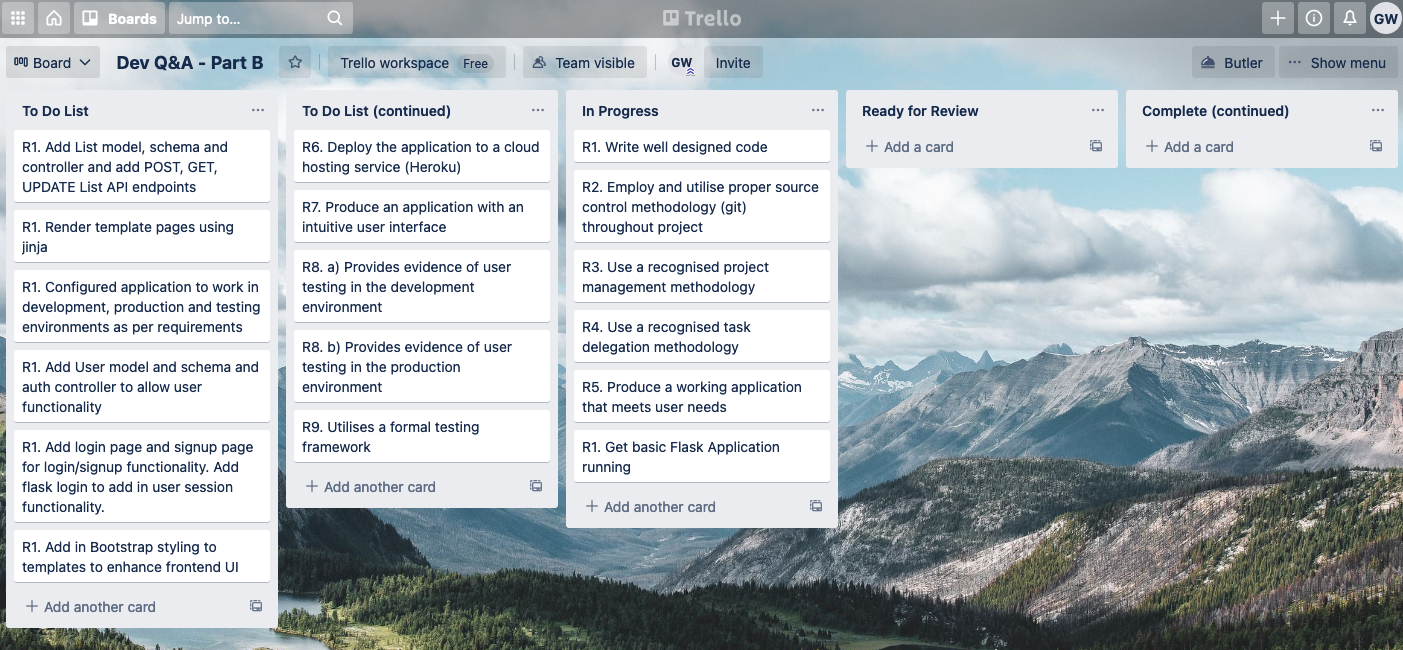 Boards
Jump to...
Trello
GW
Board
Dev Q&A - Part B
Trello workspace
Free
Team visible
GW
Invite
Butler
Show menu
To Do List
R1. Add List model, schema and
controller and add POST, GET,
UPDATE List API endpoints
R1. Render template pages using
jinja
R1. Configured application to work in
development, production and testing
environments as per requirements
R1. Add User model and schema and
auth controller to allow user
functionality
R1. Add login page and signup page
for login/signup functionality. Add
flask login to add in user session
functionality.
R1. Add in Bootstrap styling to
templates to enhance frontend UI
Add another card
To Do List (continued)
R6. Deploy the application to a cloud
hosting service (Heroku)
R7. Produce an application with an
intuitive user interface
R8. a) Provides evidence of user
testing in the development
environment
R8. b) Provides evidence of user
testing in the production
environment
R9. Utilises a formal testing
framework
Add another card
In Progress
R1. Write well designed code
R2. Employ and utilise proper source
control methodology (git)
throughout project
R3. Use a recognised project
management methodology
R4. Use a recognised task
delegation methodology
R5. Produce a working application
that meets user needs
R1. Get basic Flask Application
running
Add another card
Ready for Review
Add a card
Complete (continued)
Add a card